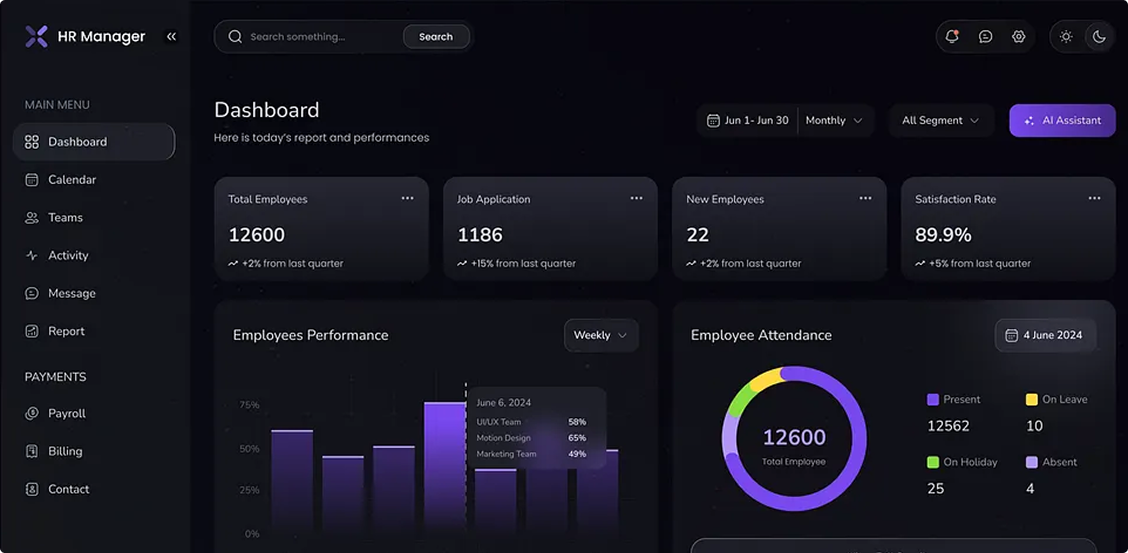 HR Manager
Search something...
Search
MAIN MENU
Dashboard
Calendar
Teams
Activity
Message
Report
PAYMENTS
Payroll
Billing
Contact
Dashboard
Here is today's report and performances
Jun 1- Jun 30
Monthly
All Segment
AI Assistant
Total Employees
12600
+2% from last quarter
Job Application
1186
+15% from last quarter
New Employees
22
+2% from last quarter
Satisfaction Rate
89.9%
+5% from last quarter
Employees Performance
Weekly
75%
50%
25%
0%
June 6, 2024
UI/UX Team 58%
Motion Design 65%
Marketing Team 49%
Employee Attendance
4 June 2024
12600
Total Employee
Present
12562
On Leave
10
On Holiday
25
Absent
4